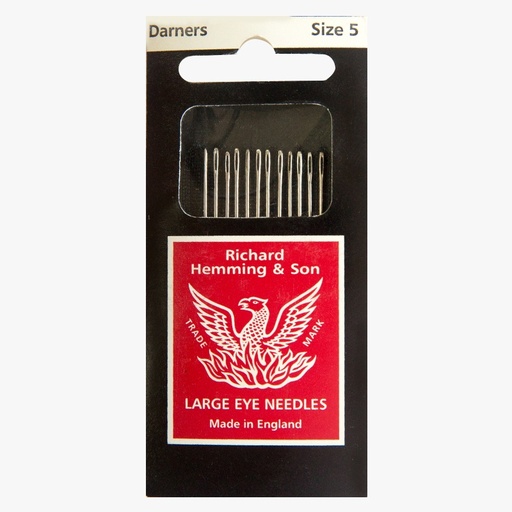 Darners Size 5
Richard
Hemming & Son
TRADE MARK
LARGE EYE NEEDLES
Made in England